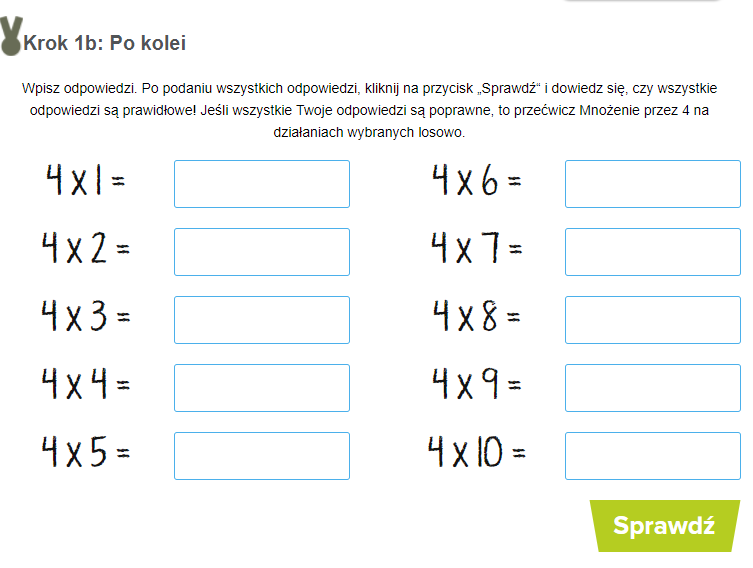 Krok 1b: Po kolei
Wpisz odpowiedzi. Po podaniu wszystkich odpowiedzi, kliknij na przycisk „Sprawdź“ i dowiedz się, czy wszystkie
odpowiedzi są prawidłowe! Jeśli wszystkie Twoje odpowiedzi są poprawne, to przećwicz Mnożenie przez 4 na
działaniach wybranych losowo.
4 x 1 =
4 x 2 =
4 x 3 =
4 x 4 =
4 x 5 =
4 x 6 =
4 x 7 =
4 x 8 =
4 x 9 =
4 x 10 =
Sprawdź